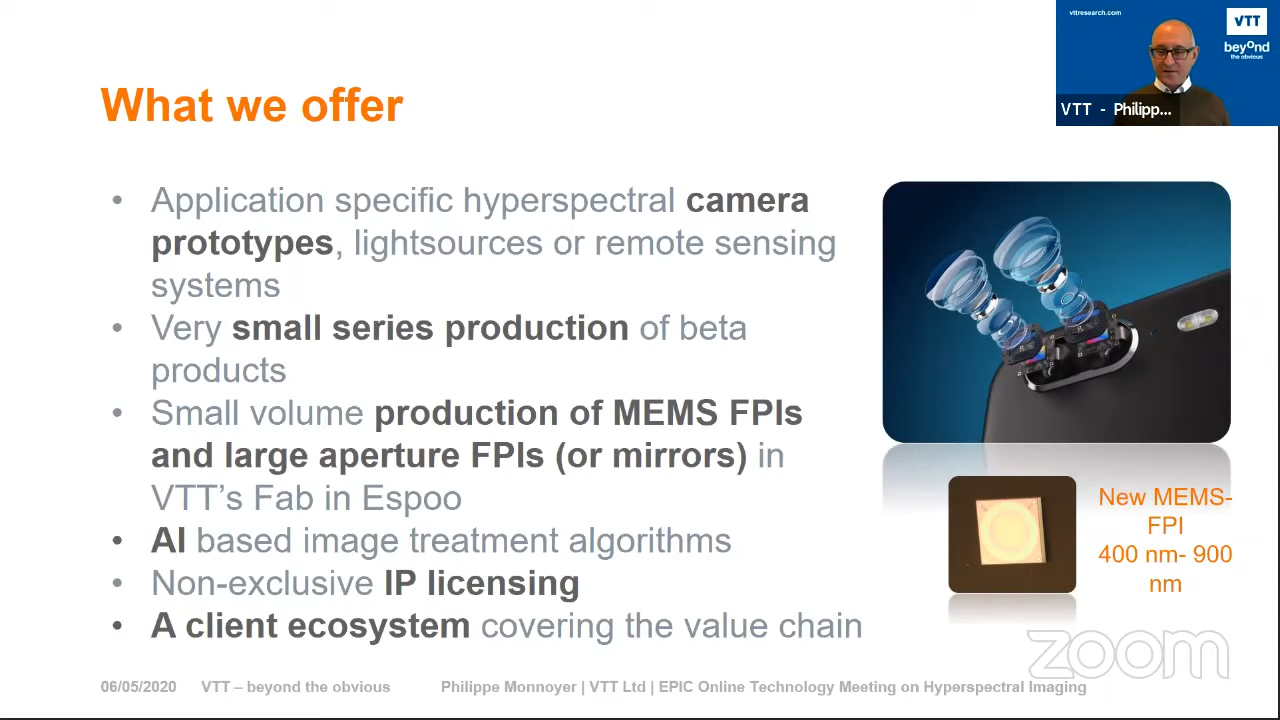 vttresearch.com
VTT
beyond
the obvious
VTT - Philipp...
What we offer
• Application specific hyperspectral camera
prototypes, lightsources or remote sensing
systems
• Very small series production of beta
products
• Small volume production of MEMS FPIs
and large aperture FPIs (or mirrors) in
VTT's Fab in Espoo
• AI based image treatment algorithms
• Non-exclusive IP licensing
• A client ecosystem covering the value chain
New MEMS-
FPI
400 nm- 900
nm
zoom
06/05/2020 VTT – beyond the obvious Philippe Monnoyer | VTT Ltd | EPIC Online Technology Meeting on Hyperspectral Imaging